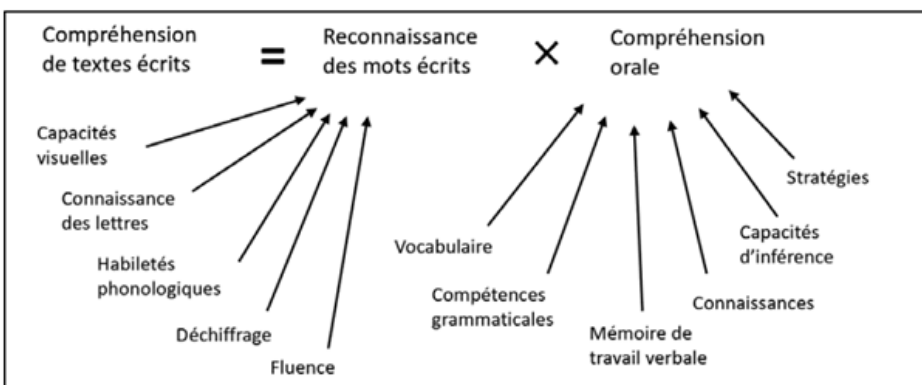 Compréhension
de textes écrits
=
Reconnaissance
des mots écrits
×
Compréhension
orale
Capacités
visuelles
Connaissance
des lettres
Habiletés
phonologiques
Déchiffrage
Fluence
Vocabulaire
Compétences
grammaticales
Mémoire de
travail verbale
Connaissances
Capacités
d'inférence
Stratégies